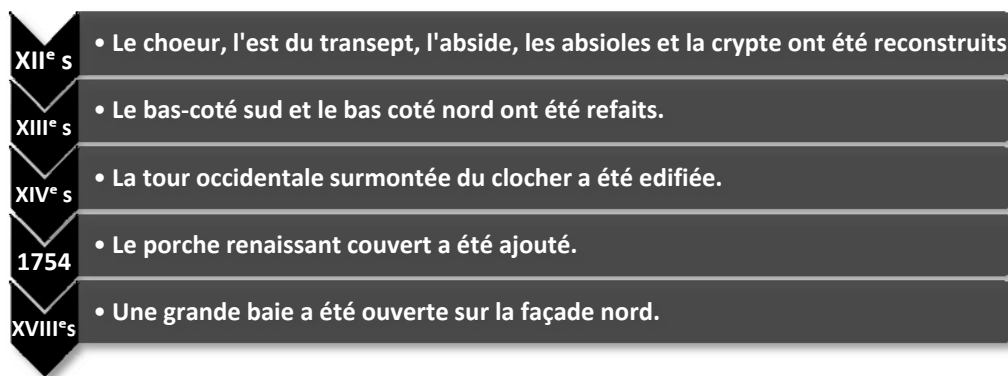 XIIᵉ s
• Le choeur, l'est du transept, l'abside, les absioles et la crypte ont été reconstruits
XIIIᵉ s
• Le bas-coté sud et le bas coté nord ont été refaits.
XIVᵉ s
• La tour occidentale surmontée du clocher a été edifiée.
1754
• Le porche renaissant couvert a été ajouté.
XVIIIᵉs
• Une grande baie a été ouverte sur la façade nord.